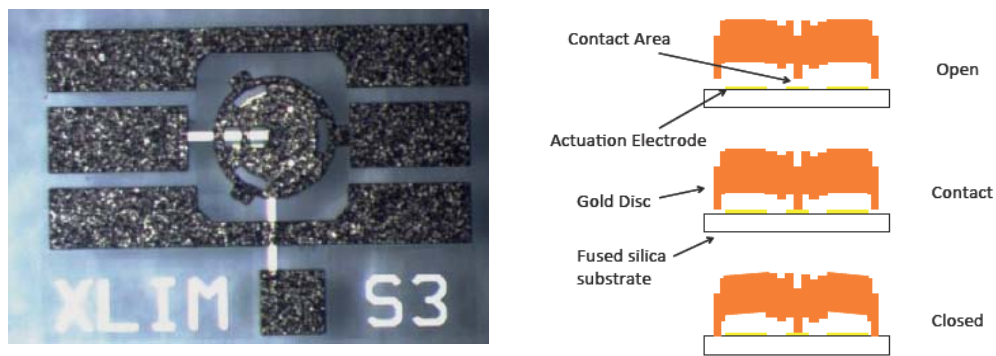 XLIM S3
Contact Area
Open
Actuation Electrode
Gold Disc
Contact
Fused silica
substrate
Closed